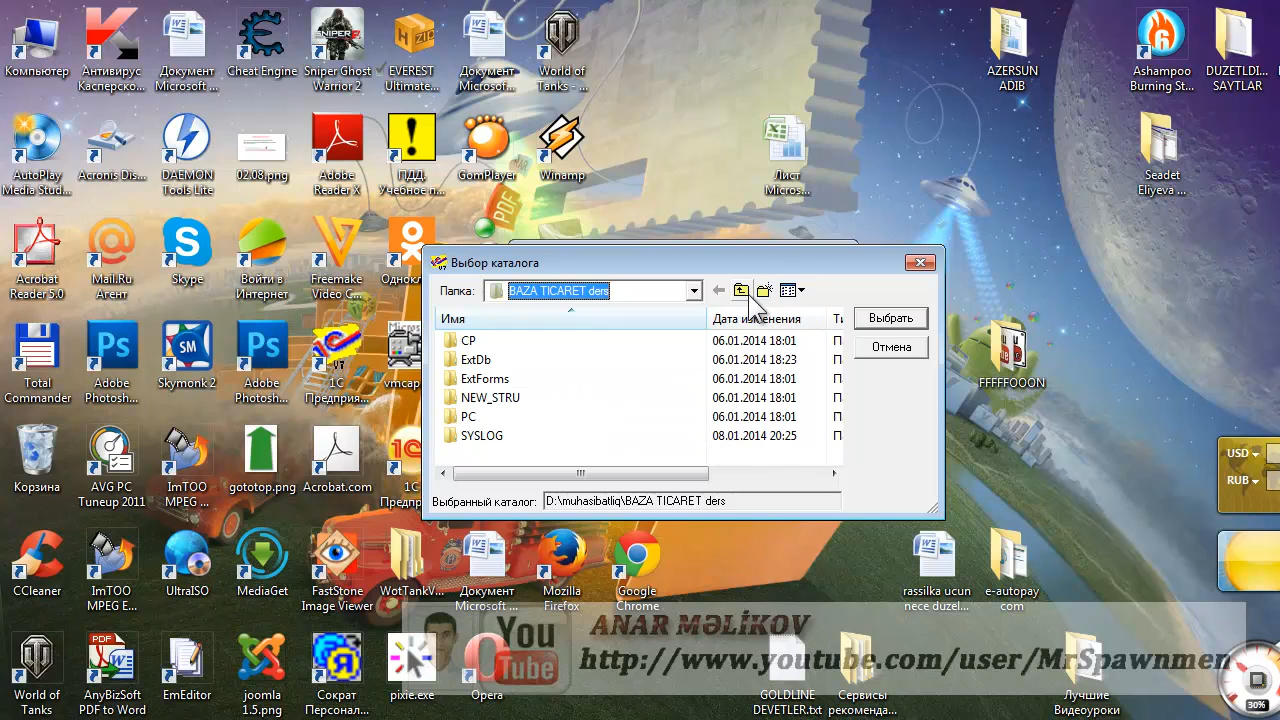 Компьютер
Антивирус
Касперско...
Документ
Microsoft ...
Cheat Engine
Sniper Ghost
Warrior 2
EVEREST
Ultimate...
Документ
Microsof...
World of
Tanks - ...
AZERSUN
ADIB
Ashampoo
Burning St...
DUZETLDI...
SAYTLAR
AutoPlay
Media Stud...
Acronis Dis...
DAEMON
Tools Lite
02.08.png
Adobe
Reader X
ПДД.
Учебное п...
GomPlayer
Winamp
Лист
Micros...
Seadet
Eliyeva ...
Acrobat
Reader 5.0
Mail.Ru
Агент
Skype
Войти в
Интернет
Freemake
Video C...
Однокл
PDF
Выбор каталога
Папка:
BAZA TICARET ders
Имя
Дата изменения
Ти
Выбрать
Отмена
CP
06.01.2014 18:01
П
ExtDb
06.01.2014 18:23
П
ExtForms
06.01.2014 18:01
П
NEW_STRU
06.01.2014 18:01
П
PC
06.01.2014 18:01
П
SYSLOG
08.01.2014 20:25
П
Выбранный каталог:
D:\muhasibatliq\BAZA TICARET ders
Total
Commander
Adobe
Photosh...
Skymonk 2
Adobe
Photosh...
1С
Предприя...
vmcap
FFFFFOOON
Корзина
AVG PC
Tuneup 2011
ImTOO
MPEG ...
gototop.png
Acrobat.com
1С
Предпр
USD
RUB
CCleaner
ImTOO
MPEG E...
UltraISO
MediaGet
FastStone
Image Viewer
WotTankV...
Документ
Microsoft ...
Mozilla
Firefox
Google
Chrome
rassilka ucun
nece duzel...
e-autopay
com
You
Tube
ANAR MƏLİKOV
http://www.youtube.com/user/MrSpawnmen
World of
Tanks
AnyBizSoft
PDF to Word
EmEditor
joomla
1.5.png
Сократ
Персонал...
pixie.exe
Opera
GOLDLINE
DEVETLER.txt
Сервисы
рекоменда...
Лучшие
Видеоуроки
30%